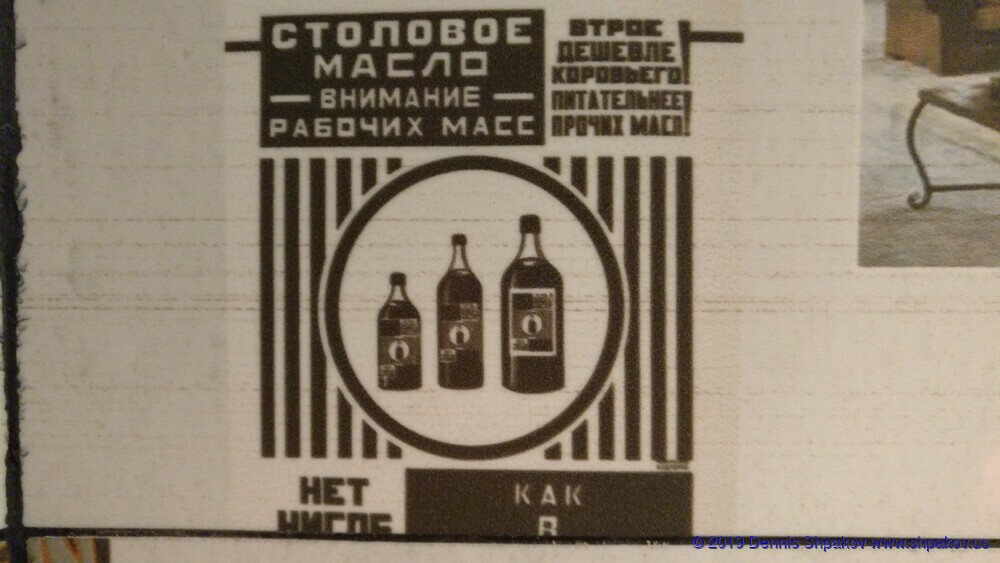 СТОЛОВОЕ
МАСЛО
— ВНИМАНИЕ —
РАБОЧИХ МАСС
ВТРОЕ
ДЕШЕВЛЕ
КОРОВЬЕГО!
ПИТАТЕЛЬНЕЕ
ПРОЧИХ МАСЛ!
НЕТ
НИГДЕ
КАК
В
© 2019 Dennis Shpakov www.shpakov.us